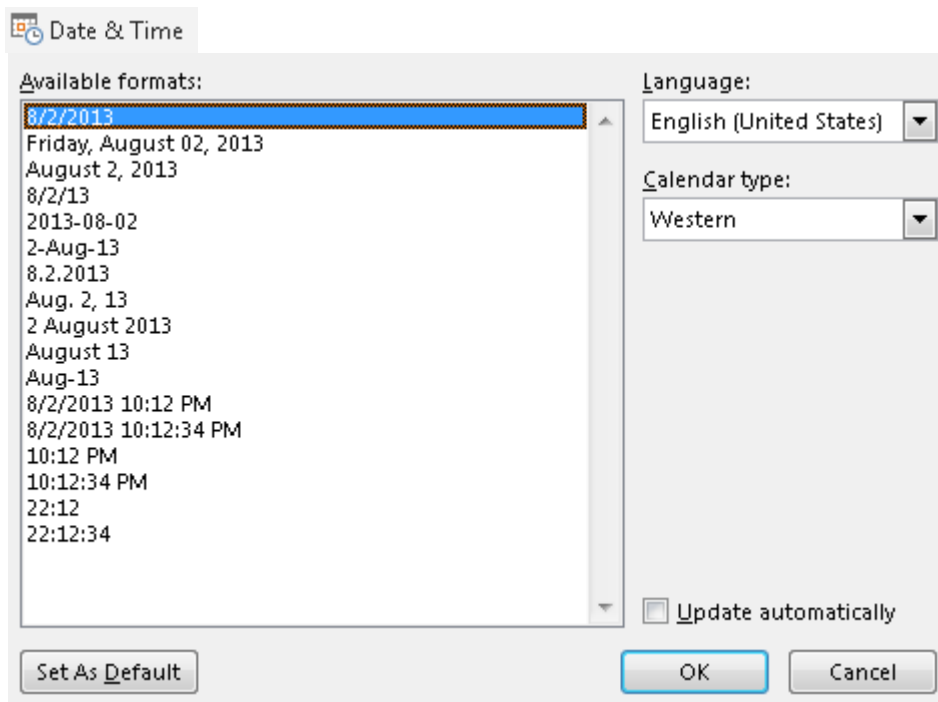 Date & Time
Available formats:
8/2/2013
Friday, August 02, 2013
August 2, 2013
8/2/13
2013-08-02
2-Aug-13
8.2.2013
Aug. 2, 13
2 August 2013
August 13
Aug-13
8/2/2013 10:12 PM
8/2/2013 10:12:34 PM
10:12 PM
10:12:34 PM
22:12
22:12:34
Language:
English (United States)
Calendar type:
Western
Update automatically
Set As Default
OK
Cancel